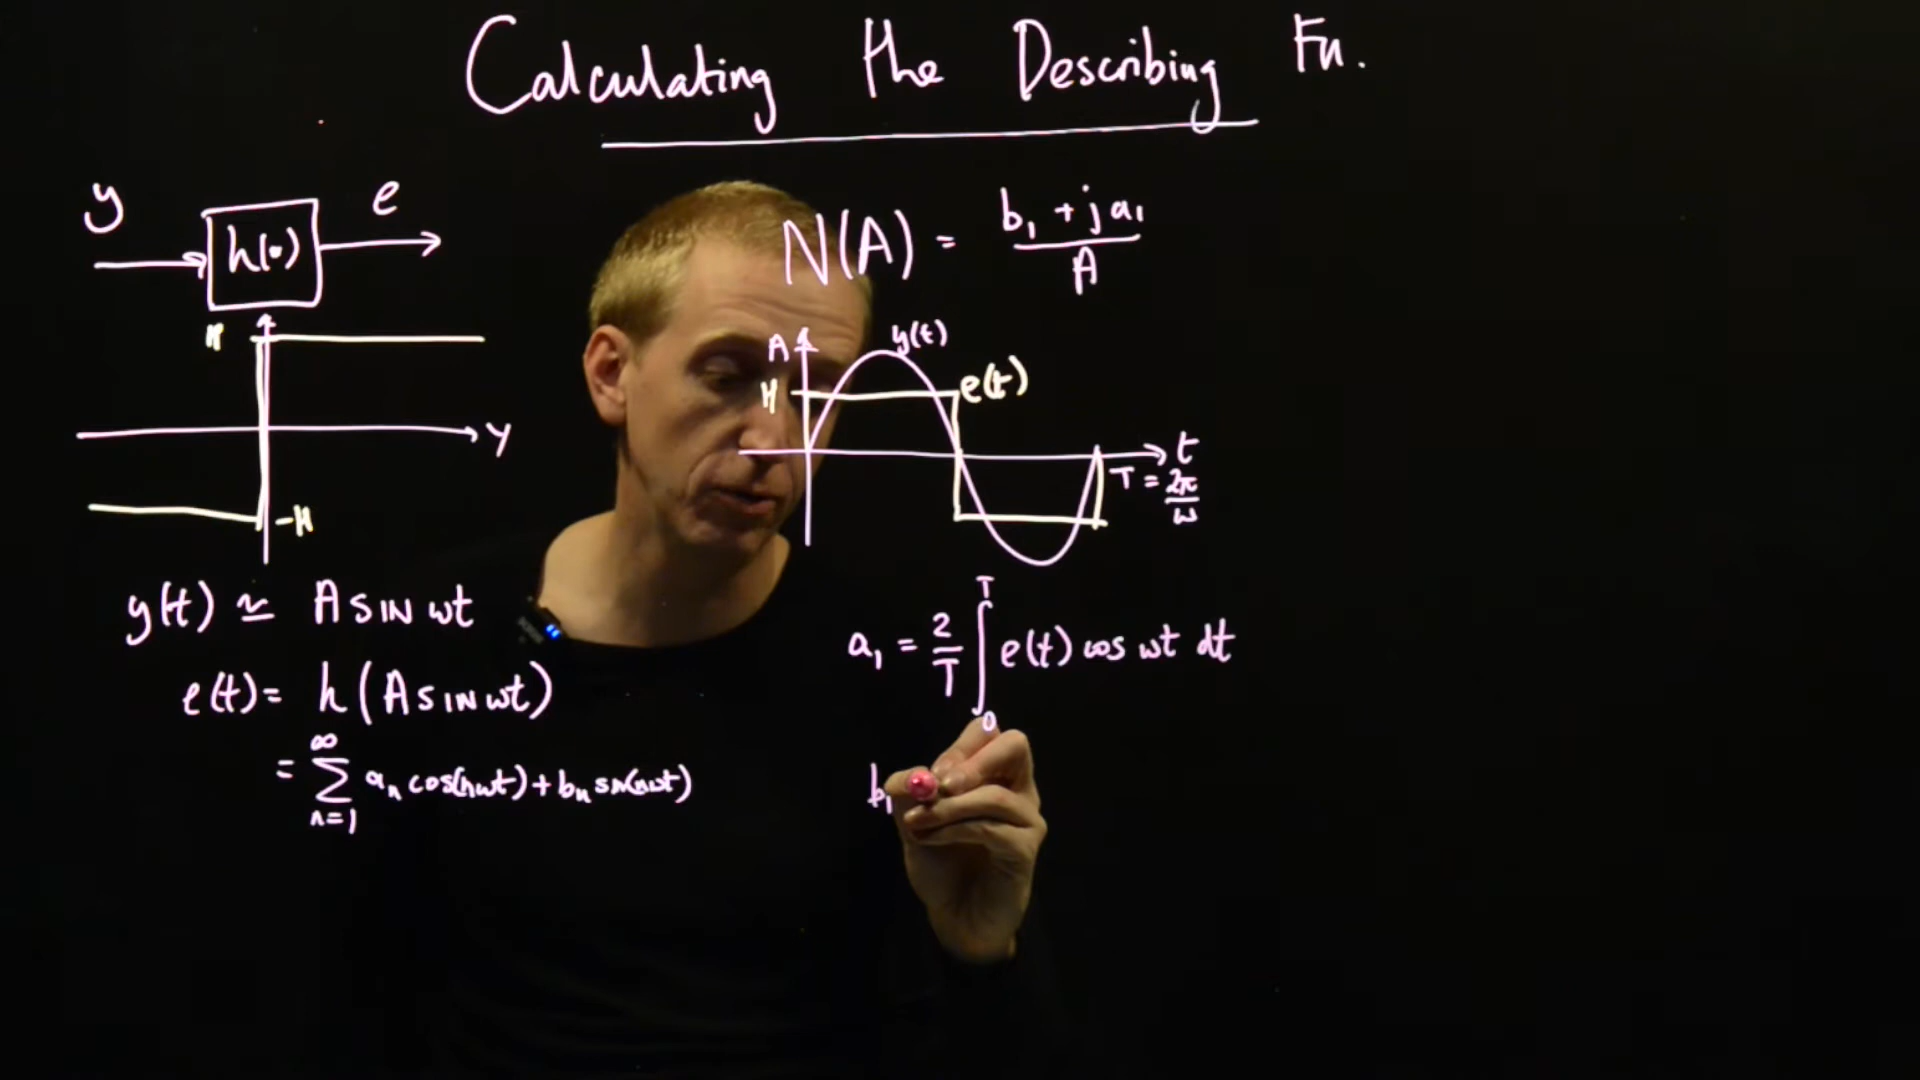 Calculating the Describing Fn.
y
h(·)
e
H
y
-H
y(t) ≃ A sin ωt
e(t) = h(A sin ωt)
= ∑_{n=1}^{∞} aₙ cos(nωt) + bₙ sin(nωt)
N(A) = (b₁ + j a₁) / A
A
y(t)
H
e(t)
t
T = 2π/ω
a₁ = 2/T ∫₀ᵀ e(t) cos ωt dt
b₁